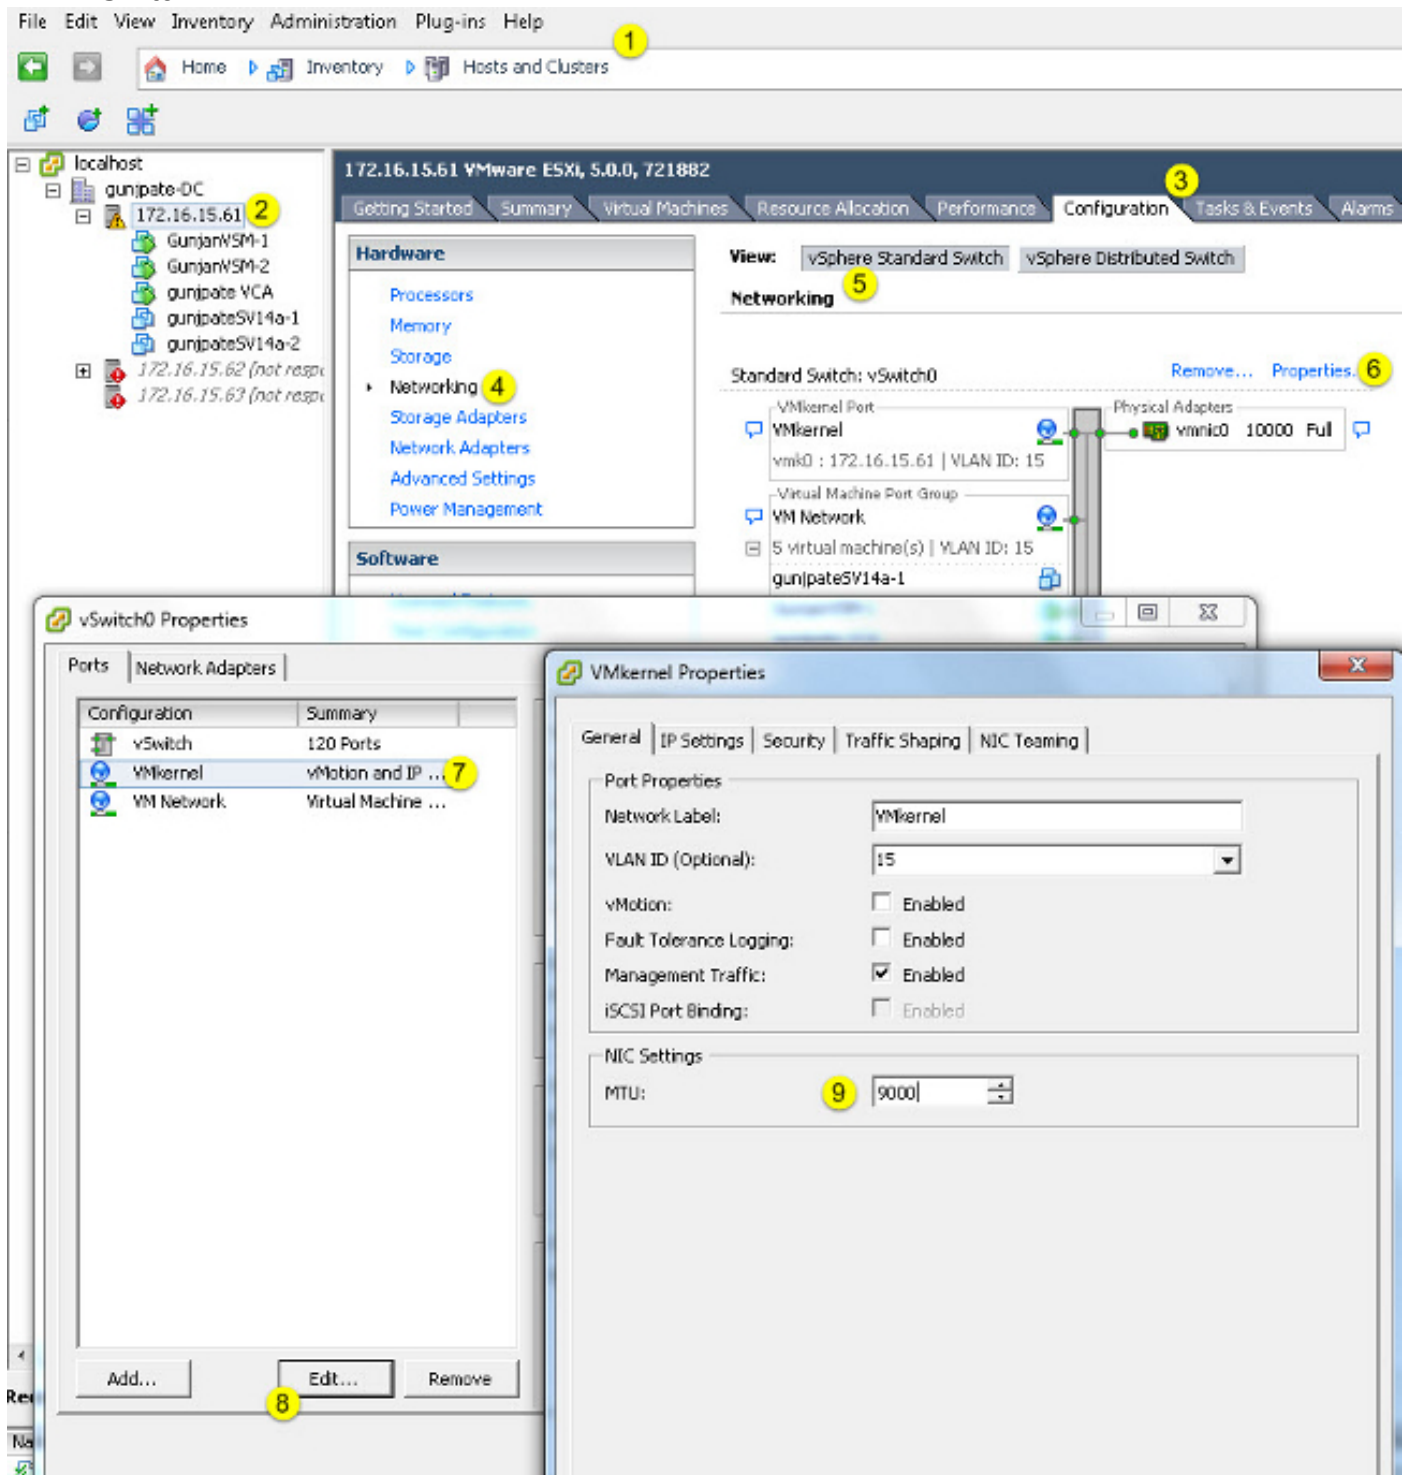 File Edit View Inventory Administration Plug-ins Help
1
Home Inventory Hosts and Clusters
localhost
gunjpate-DC
172.16.15.61 2
GunjanVSM-1
GunjanVSM-2
gunjpate VCA
gunjpateSV14a-1
gunjpateSV14a-2
172.16.15.62 (not resp
172.16.15.63 (not resp
172.16.15.61 VMware ESXi, 5.0.0, 721882
3
Getting Started Summary Virtual Machines Resource Allocation Performance Configuration Tasks & Events Alarms
Hardware
Processors
Memory
Storage
Networking 4
Storage Adapters
Network Adapters
Advanced Settings
Power Management
Software
View: vSphere Standard Switch vSphere Distributed Switch
5
Networking
Standard Switch: vSwitch0 Remove... Properties. 6
VMkernel Port
VMkernel
vmk0 : 172.16.15.61 | VLAN ID: 15
Physical Adapters
vmnic0 10000 Full
Virtual Machine Port Group
VM Network
5 virtual machine(s) | VLAN ID: 15
gunjpateSV14a-1
vSwitch0 Properties
Ports Network Adapters
Configuration Summary
vSwitch 120 Ports
VMkernel vMotion and IP ... 7
VM Network Virtual Machine ...
Add... Edit... Remove
8
VMkernel Properties
General IP Settings Security Traffic Shaping NIC Teaming
Port Properties
Network Label: VMkernel
VLAN ID (Optional): 15
vMotion: Enabled
Fault Tolerance Logging: Enabled
Management Traffic: Enabled
iSCSI Port Binding: Enabled
NIC Settings
MTU: 9 9000
Na